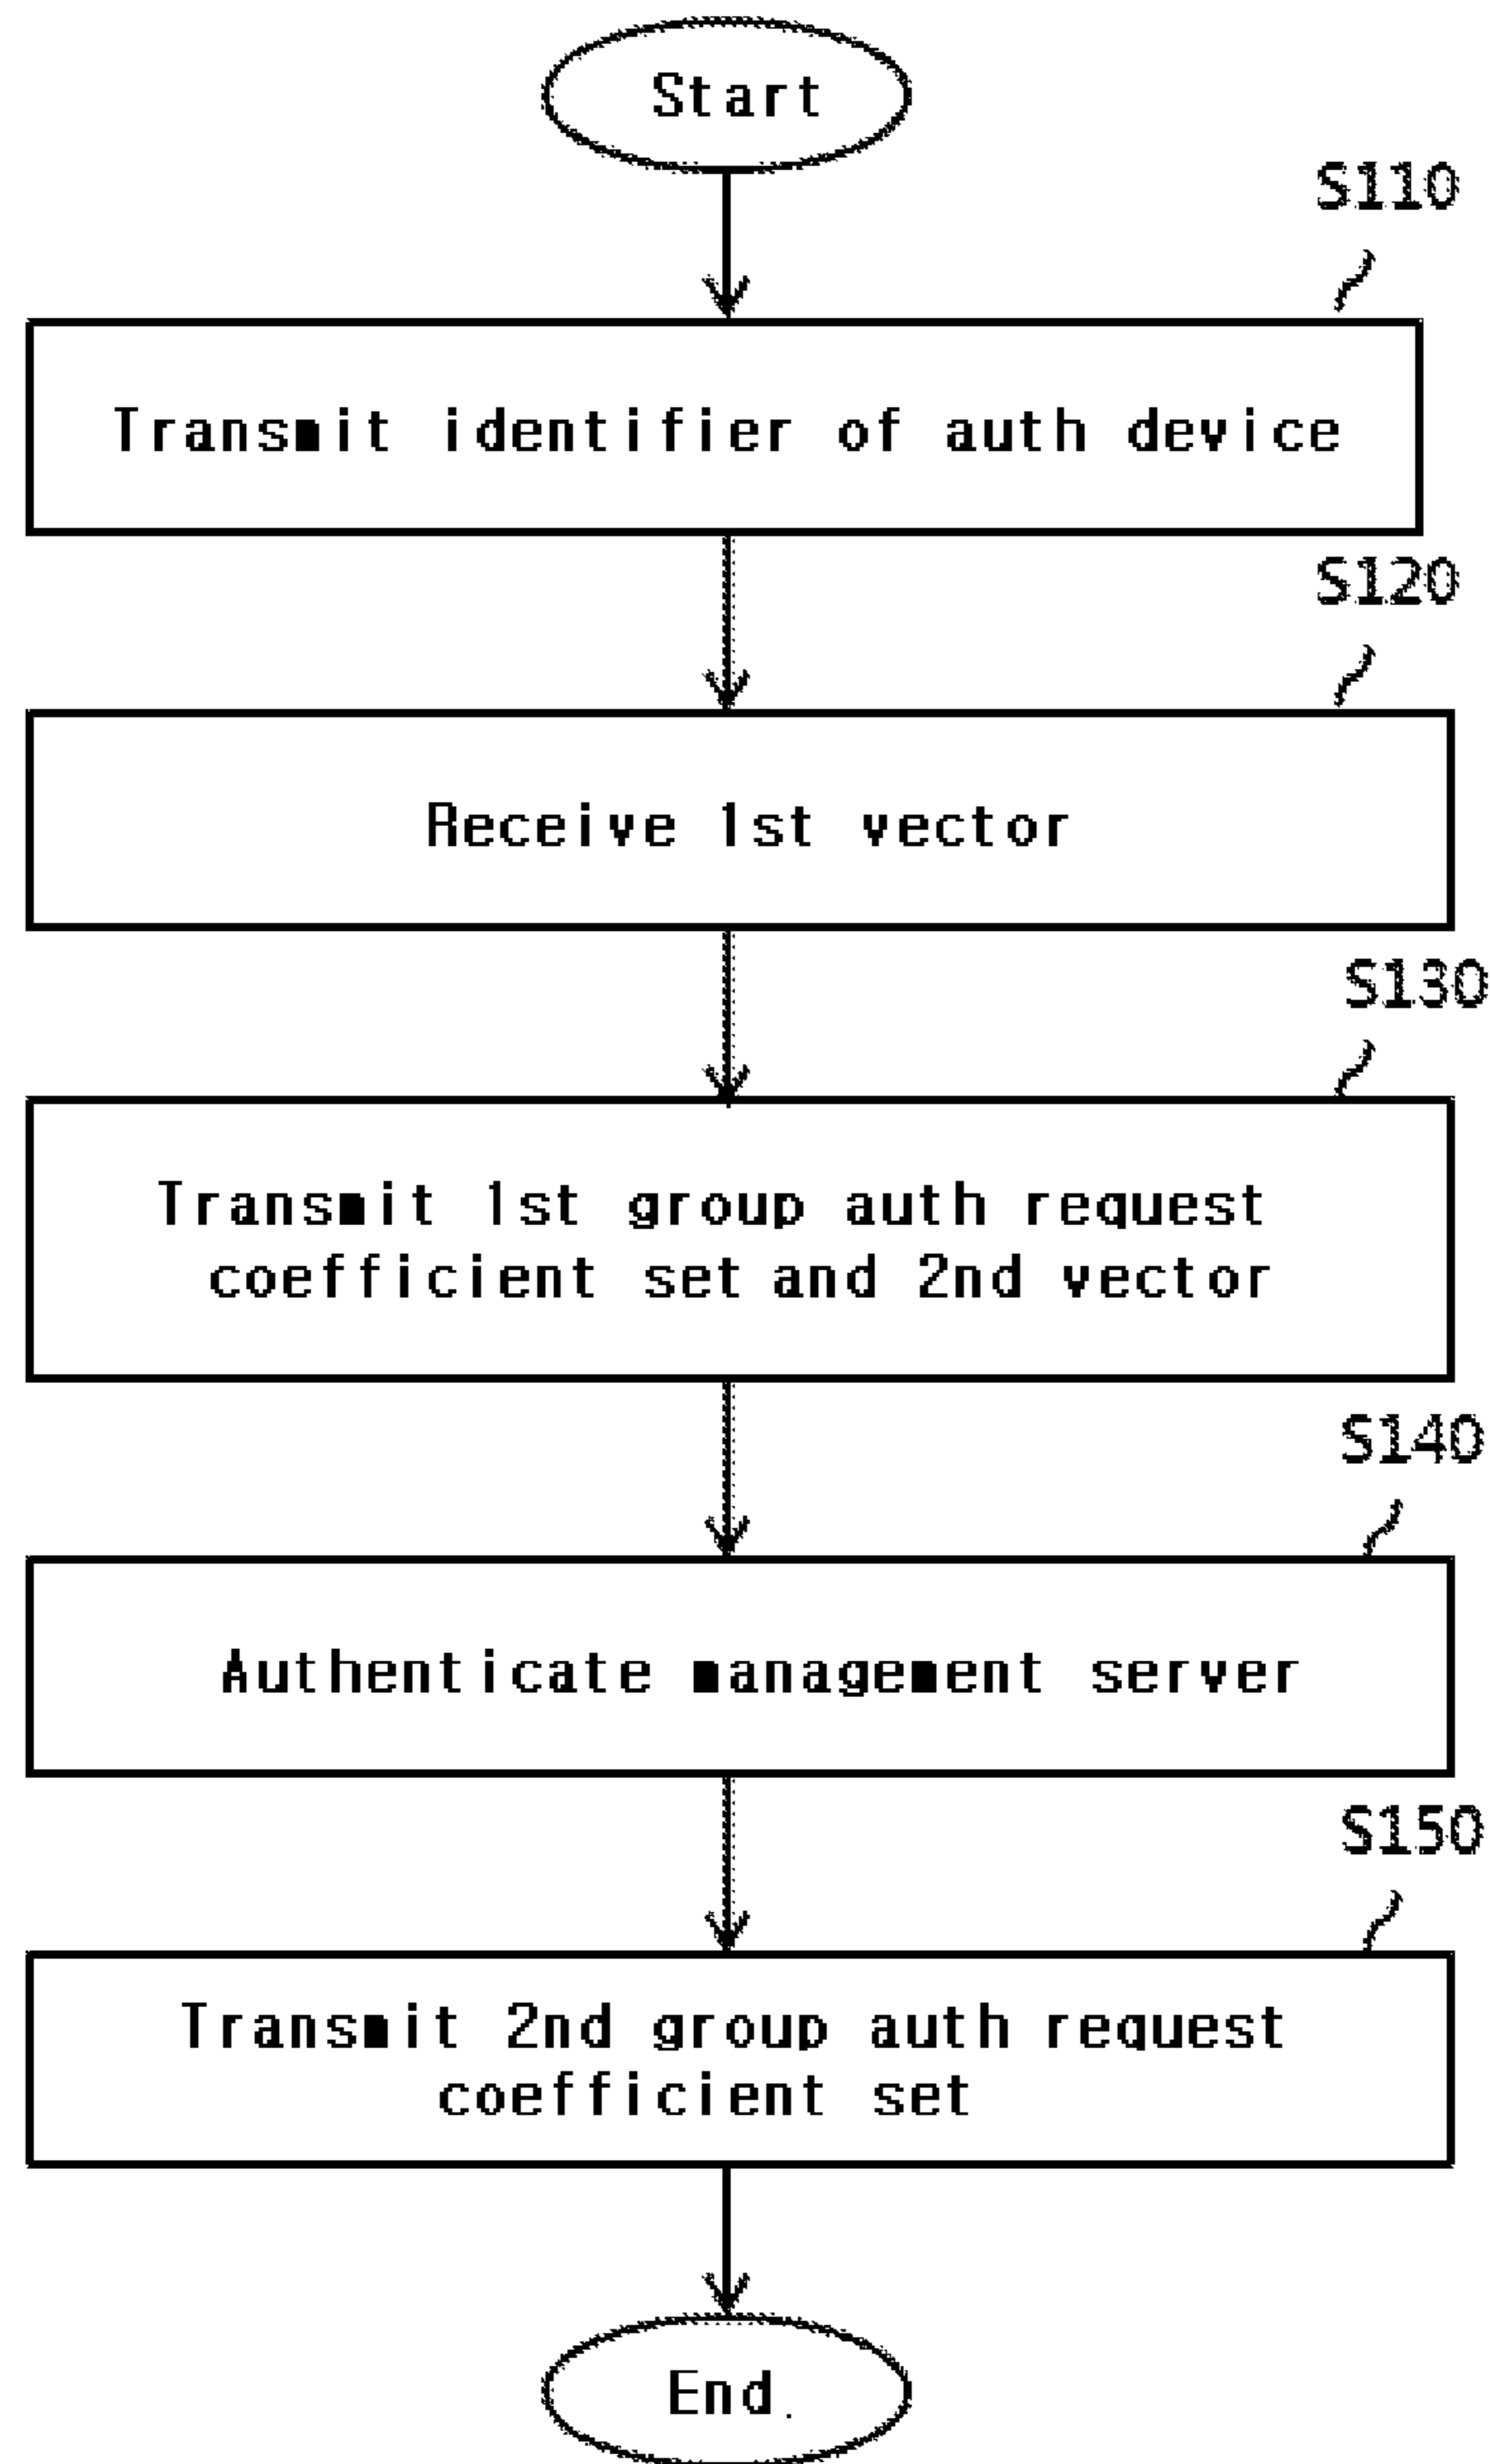 Start
S110
Transmit identifier of auth device
S120
Receive 1st vector
S130
Transmit 1st group auth request
coefficient set and 2nd vector
S140
Authenticate management server
S150
Transmit 2nd group auth request
coefficient set
End.